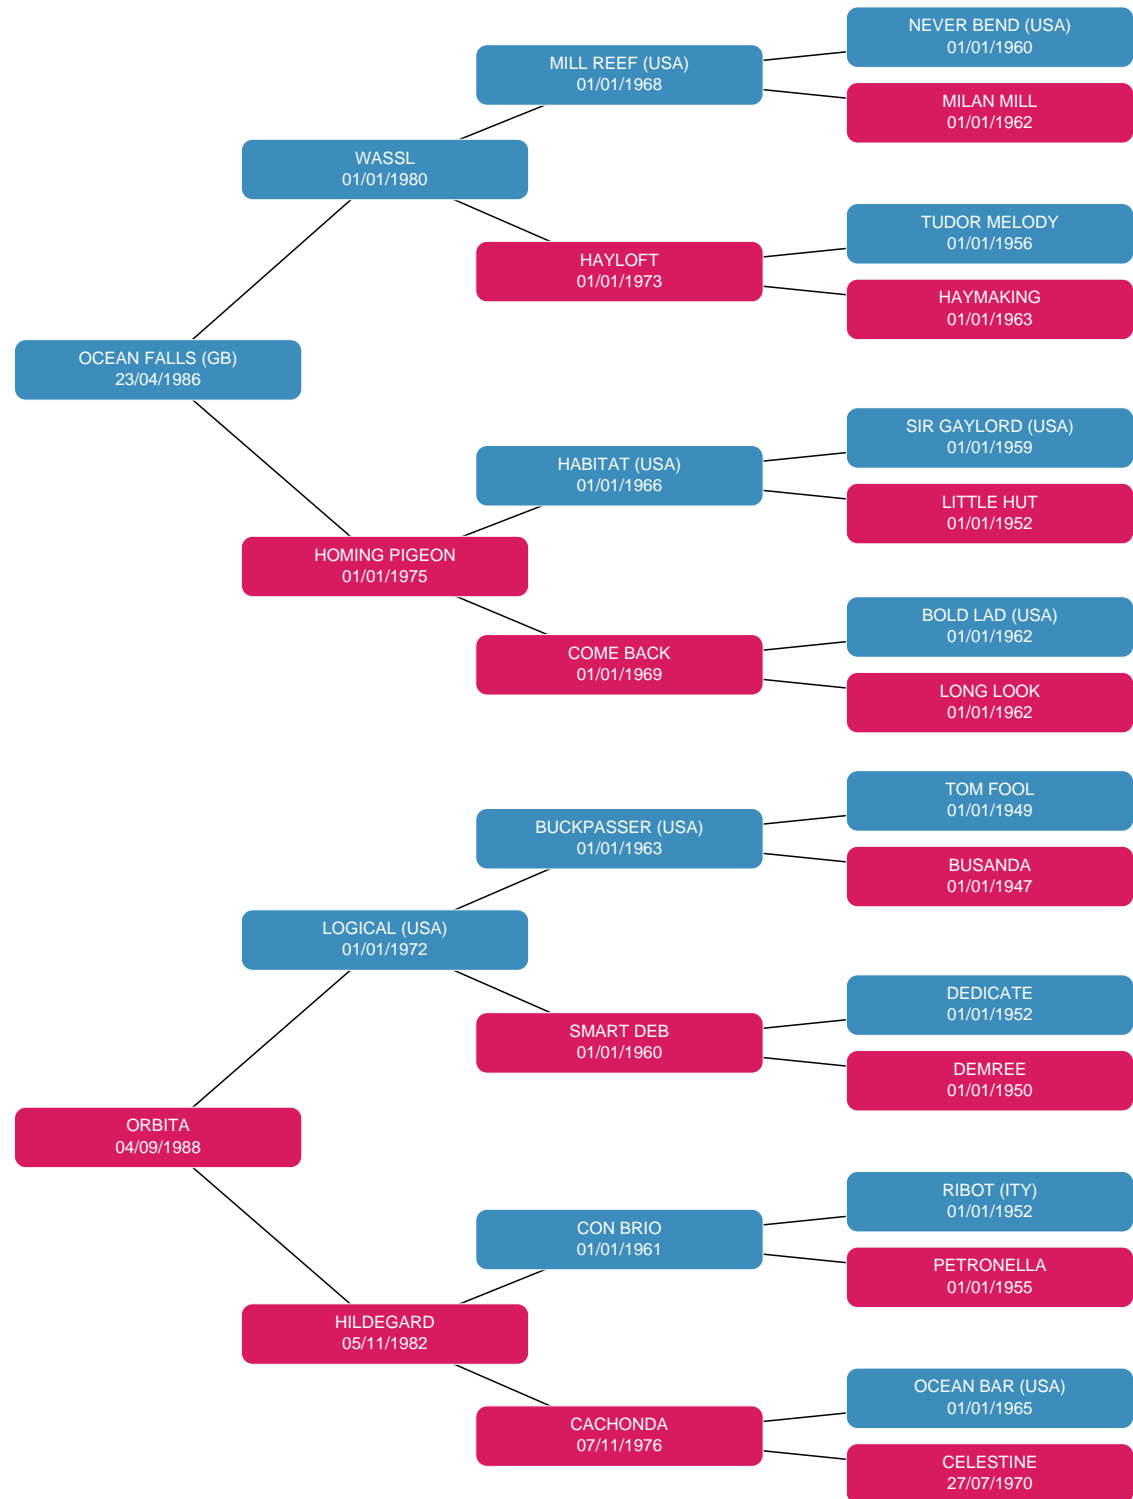 NEVER BEND (USA)
01/01/1960
MILL REEF (USA)
01/01/1968
MILAN MILL
01/01/1962
WASSL
01/01/1980
TUDOR MELODY
01/01/1956
HAYLOFT
01/01/1973
HAYMAKING
01/01/1963
OCEAN FALLS (GB)
23/04/1986
SIR GAYLORD (USA)
01/01/1959
HABITAT (USA)
01/01/1966
LITTLE HUT
01/01/1952
HOMING PIGEON
01/01/1975
BOLD LAD (USA)
01/01/1962
COME BACK
01/01/1969
LONG LOOK
01/01/1962
TOM FOOL
01/01/1949
BUCKPASSER (USA)
01/01/1963
BUSANDA
01/01/1947
LOGICAL (USA)
01/01/1972
DEDICATE
01/01/1952
SMART DEB
01/01/1960
DEMREE
01/01/1950
ORBITA
04/09/1988
RIBOT (ITY)
01/01/1952
CON BRIO
01/01/1961
PETRONELLA
01/01/1955
HILDEGARD
05/11/1982
OCEAN BAR (USA)
01/01/1965
CACHONDA
07/11/1976
CELESTINE
27/07/1970